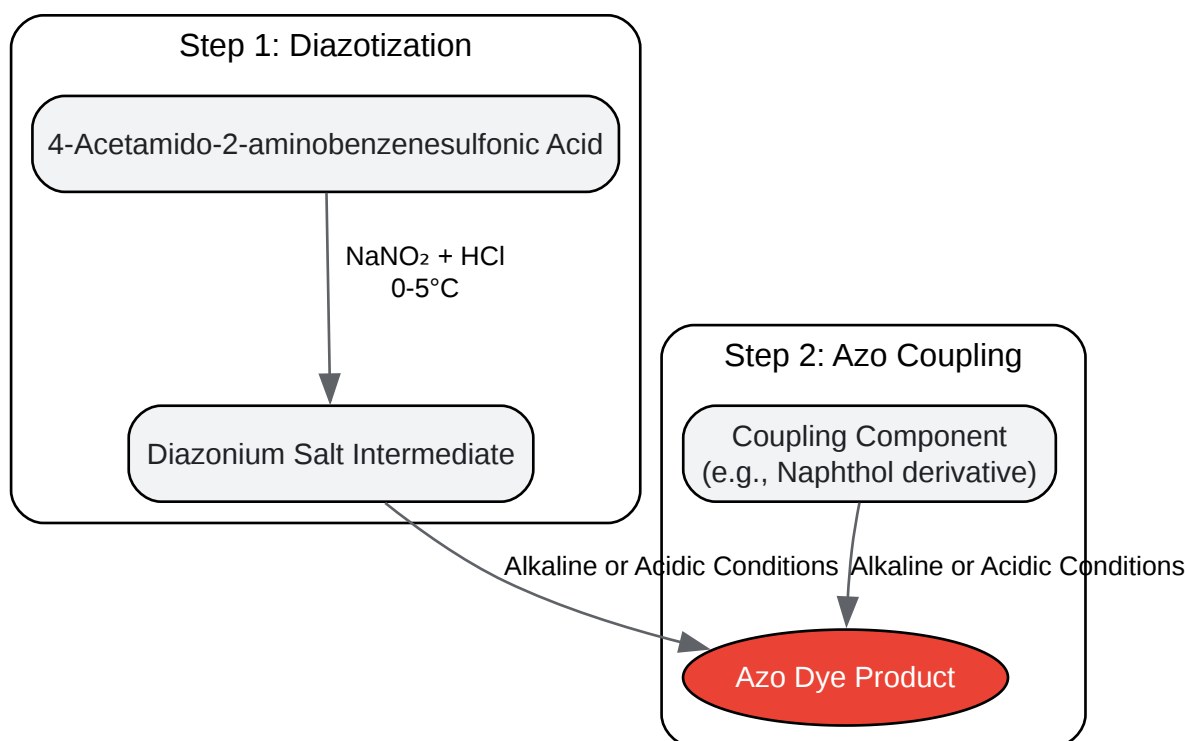 Step 1: Diazotization
4-Acetamido-2-aminobenzenesulfonic Acid
NaNO₂ + HCl
0-5°C
Diazonium Salt Intermediate
Step 2: Azo Coupling
Coupling Component
(e.g., Naphthol derivative)
Alkaline or Acidic Conditions
Alkaline or Acidic Conditions
Azo Dye Product